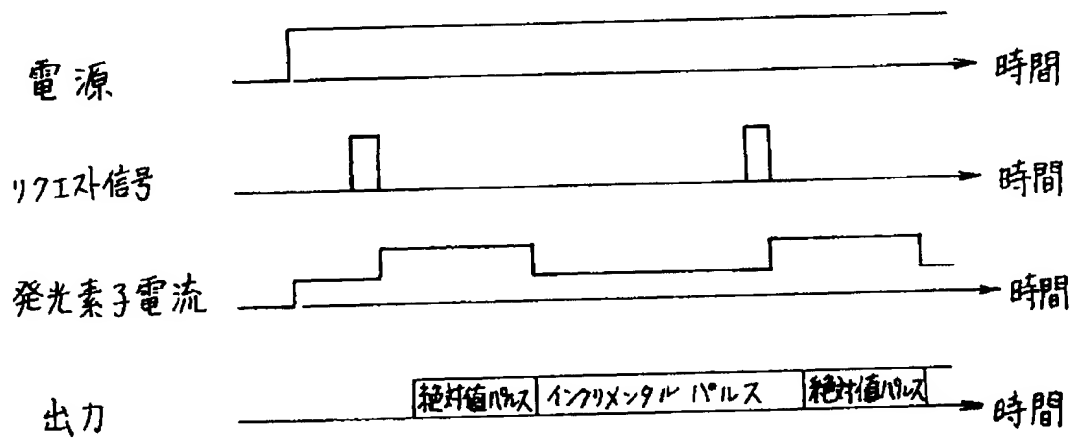 電源
時間
リクエスト信号
時間
発光素子電流
時間
出力
絶対値パルス
インクリメンタル パルス
絶対値パルス
時間